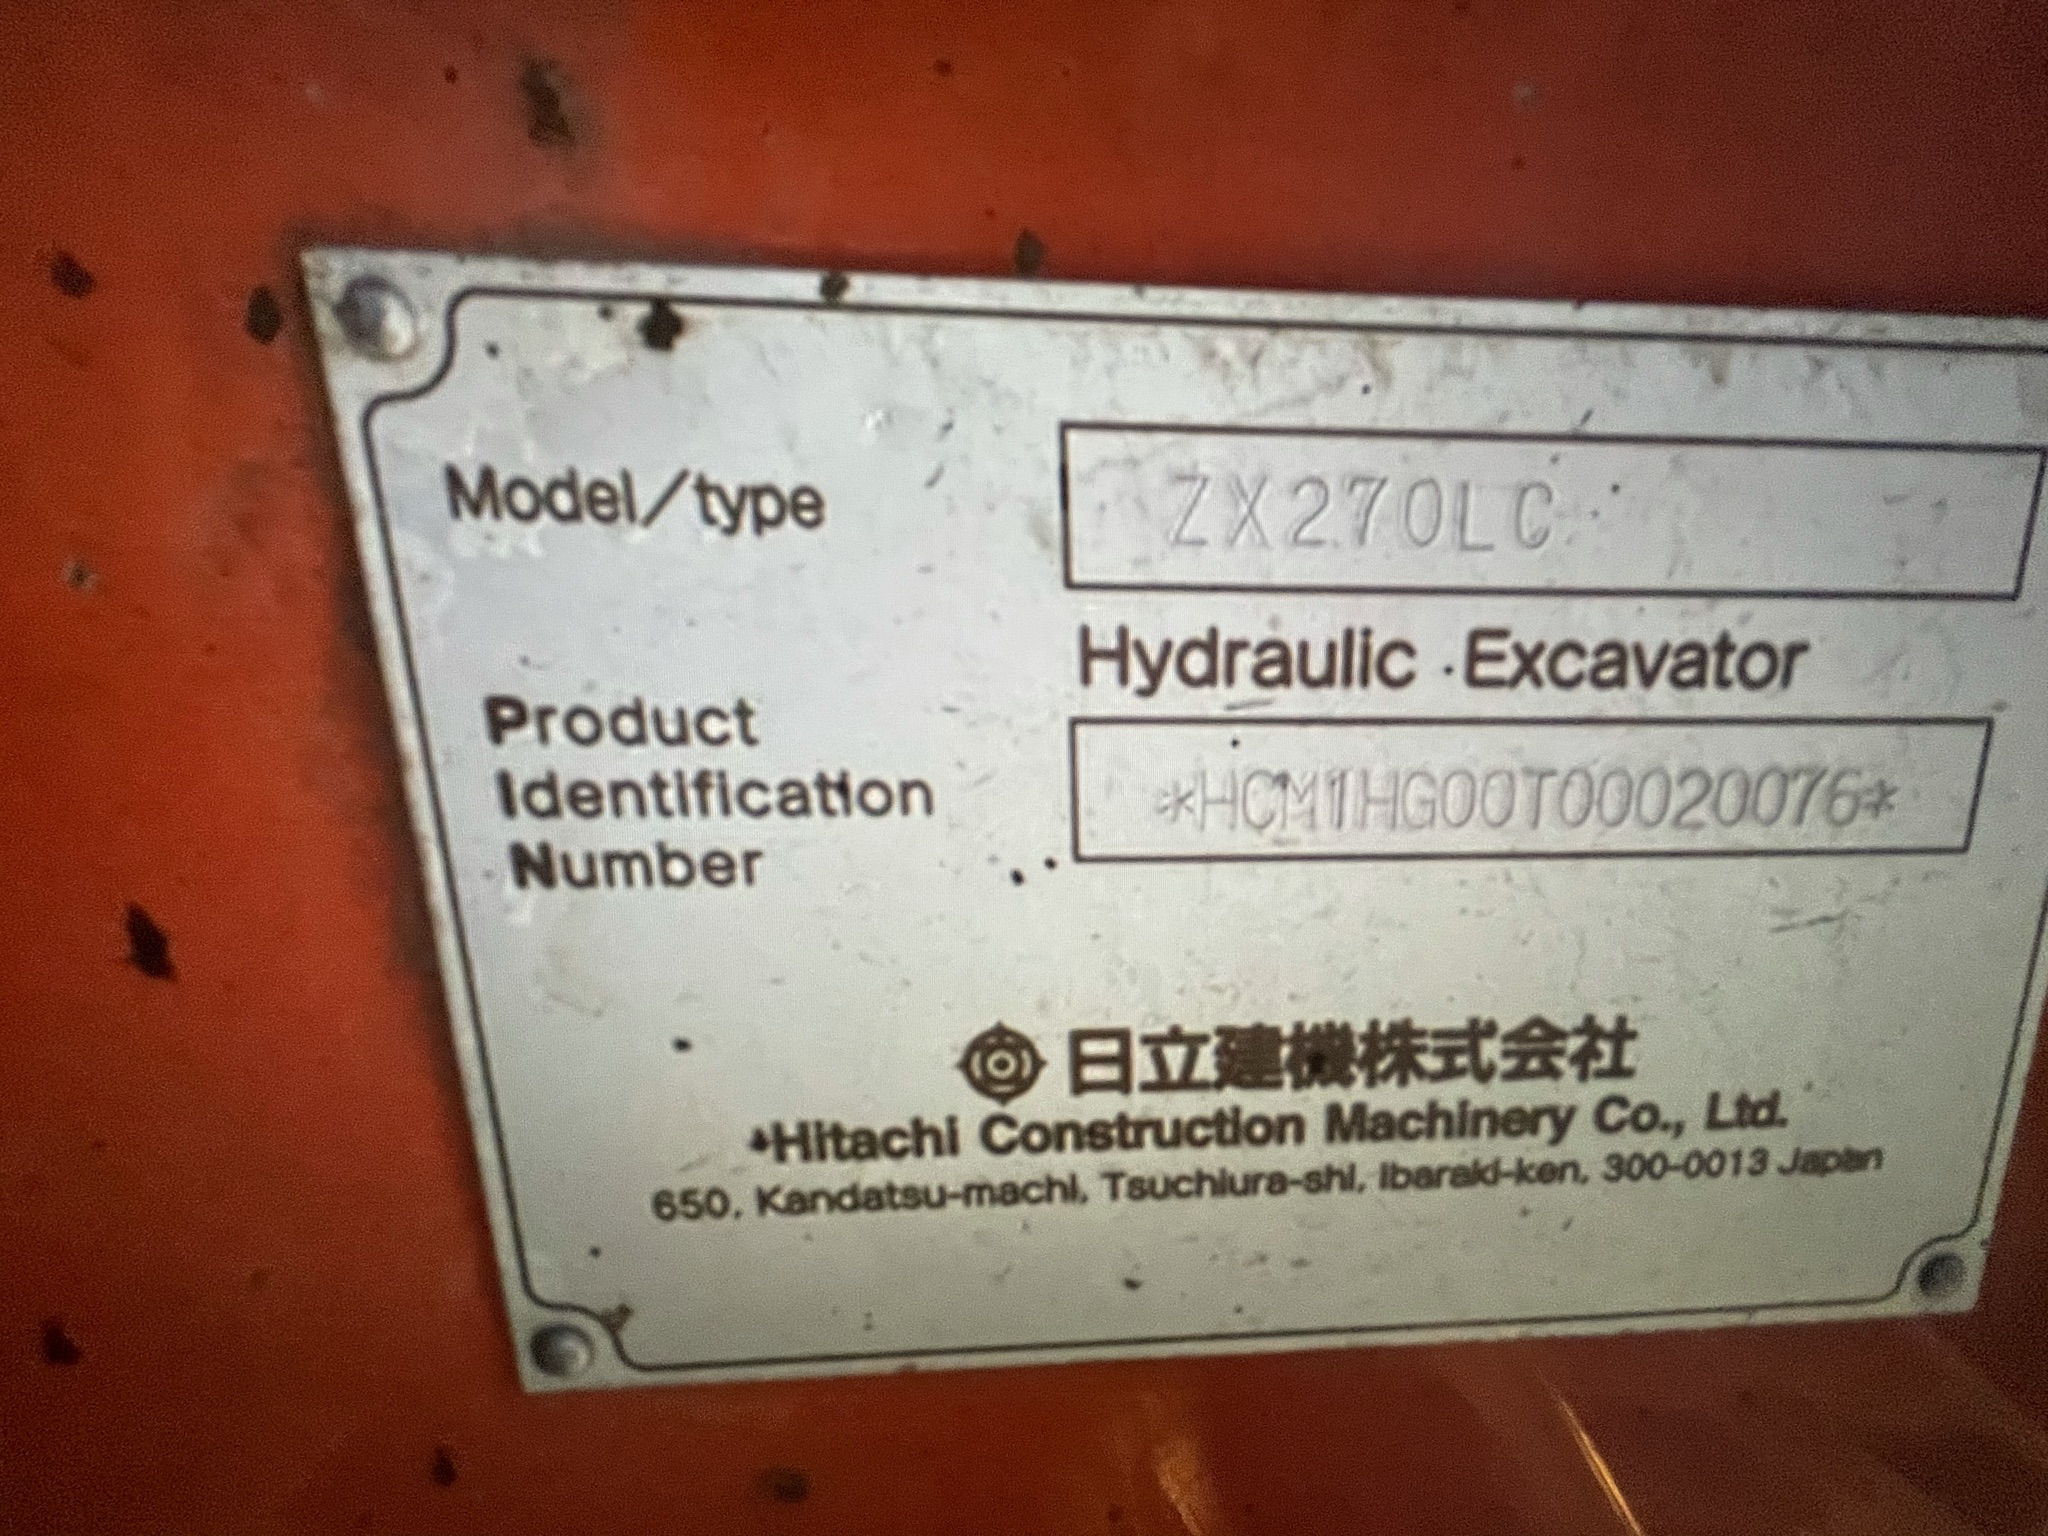 Model/type
ZX270LC
Hydraulic Excavator
Product
Identification
Number
*HCM1HG00T00020076*
日立建機株式会社
Hitachi Construction Machinery Co., Ltd.
650, Kandatsu-machi, Tsuchiura-shi, Ibaraki-ken, 300-0013 Japan